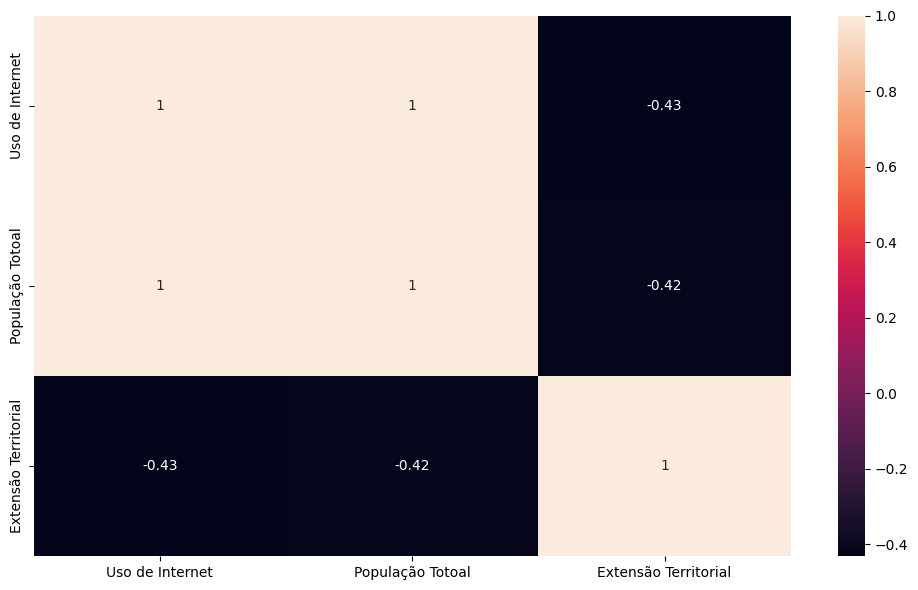 Uso de Internet
1
1
-0.43
População Totoal
1
1
-0.42
Extensão Territorial
-0.43
-0.42
1
Uso de Internet
População Totoal
Extensão Territorial
1.0
0.8
0.6
0.4
0.2
0.0
−0.2
−0.4